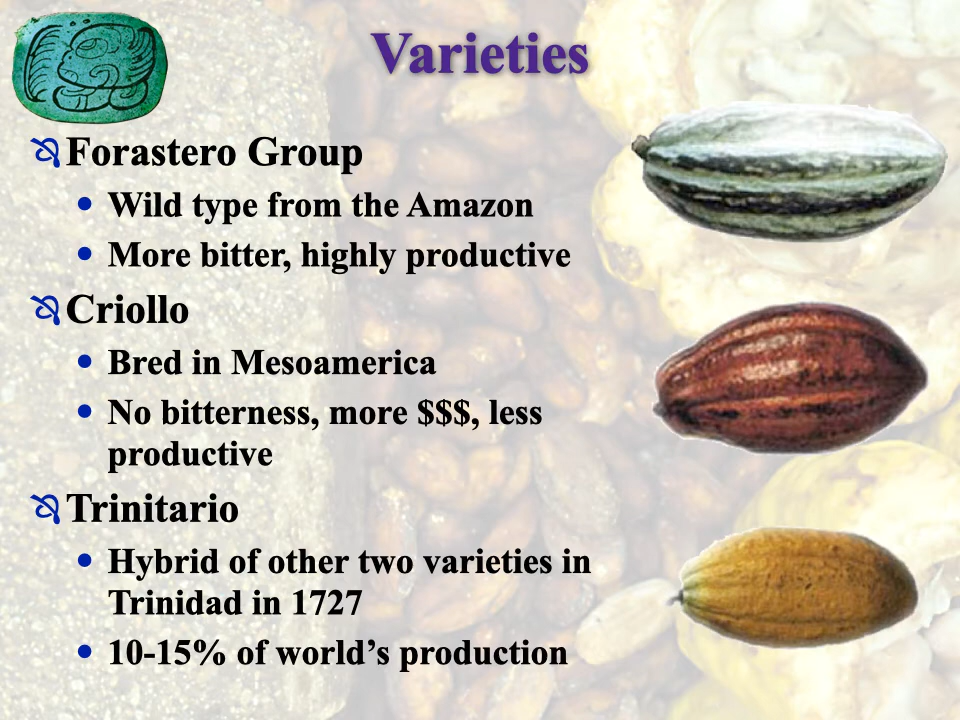 Varieties
Forastero Group
Wild type from the Amazon
More bitter, highly productive
Criollo
Bred in Mesoamerica
No bitterness, more $$$, less
productive
Trinitario
Hybrid of other two varieties in
Trinidad in 1727
10-15% of world’s production